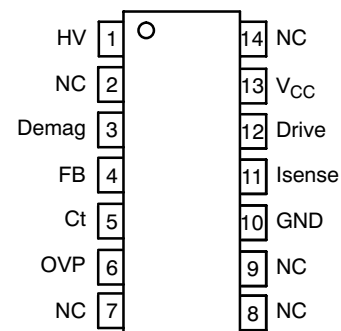 HV 1 14 NC
NC 2 13 VCC
Demag 3 12 Drive
FB 4 11 Isense
Ct 5 10 GND
OVP 6 9 NC
NC 7 8 NC